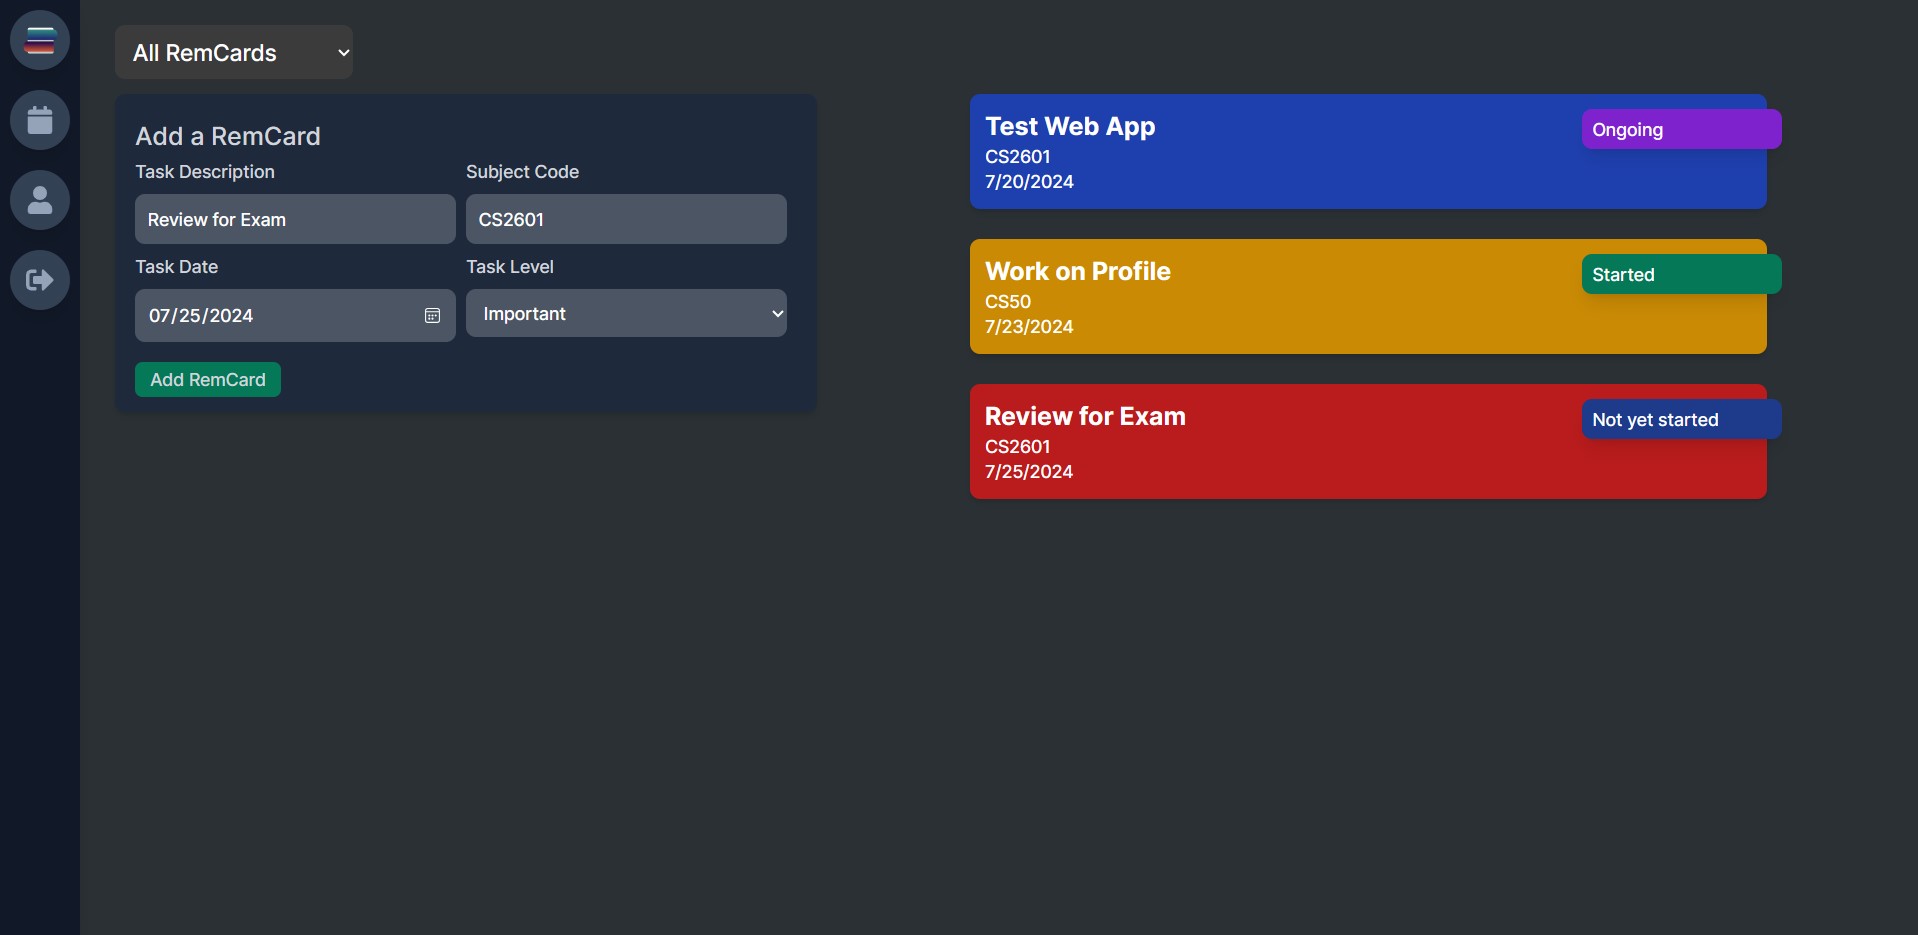 All RemCards
Add a RemCard
Task Description
Subject Code
Review for Exam
CS2601
Task Date
Task Level
07/25/2024
Important
Add RemCard
Test Web App
Ongoing
CS2601
7/20/2024
Work on Profile
Started
CS50
7/23/2024
Review for Exam
Not yet started
CS2601
7/25/2024